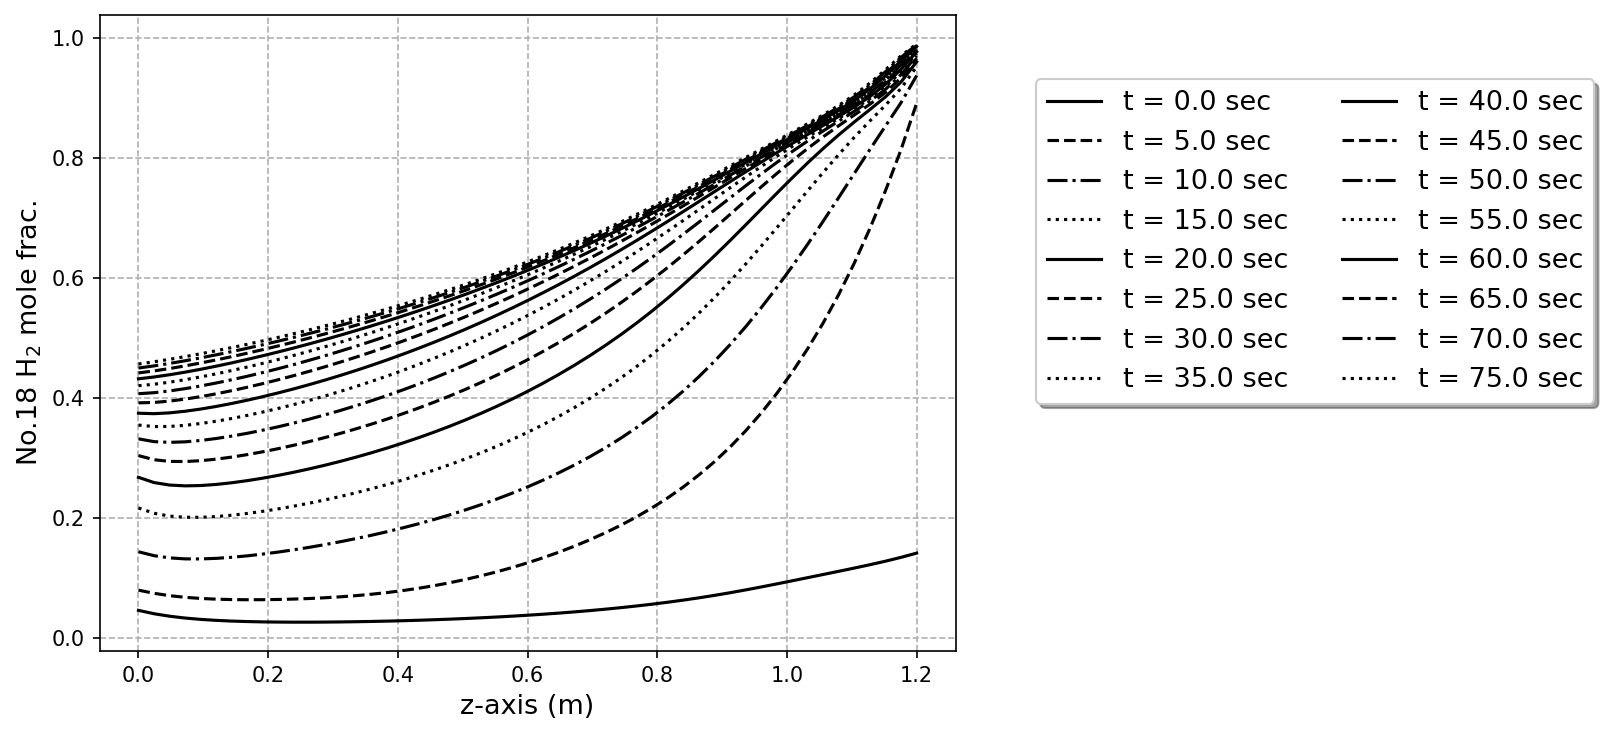 1.0
0.8
0.6
0.4
0.2
0.0
No.18 H₂ mole frac.
0.0 0.2 0.4 0.6 0.8 1.0 1.2
z-axis (m)
t = 0.0 sec
t = 5.0 sec
t = 10.0 sec
t = 15.0 sec
t = 20.0 sec
t = 25.0 sec
t = 30.0 sec
t = 35.0 sec
t = 40.0 sec
t = 45.0 sec
t = 50.0 sec
t = 55.0 sec
t = 60.0 sec
t = 65.0 sec
t = 70.0 sec
t = 75.0 sec